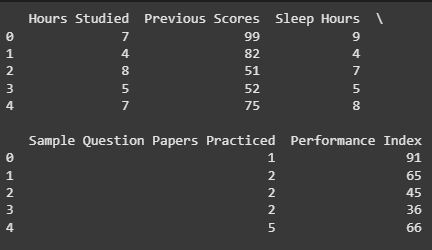 Hours Studied  Previous Scores  Sleep Hours  \
0              7               99            9
1              4               82            4
2              8               51            7
3              5               52            5
4              7               75            8

   Sample Question Papers Practiced  Performance Index
0                                 1                 91
1                                 2                 65
2                                 2                 45
3                                 2                 36
4                                 5                 66